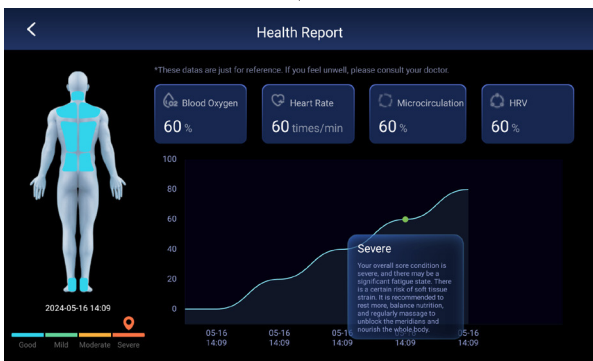 Health Report
*These datas are just for reference. If you feel unwell, please consult your doctor.
O2 Blood Oxygen
60 %
Heart Rate
60 times/min
Microcirculation
60 %
HRV
60 %
100
80
60
40
20
0
Severe
Your overall sore condition is
severe, and there may be a
significant fatigue state. There
is a certain risk of soft tissue
strain. It is recommended to
rest more, balance nutrition,
and regularly massage to
unblock the meridians and
nourish the whole body.
05-16 05-16 05-16 05-16
14:09 14:09 14:09 14:09 14:09
2024-05-16 14:09
Good Mild Moderate Severe